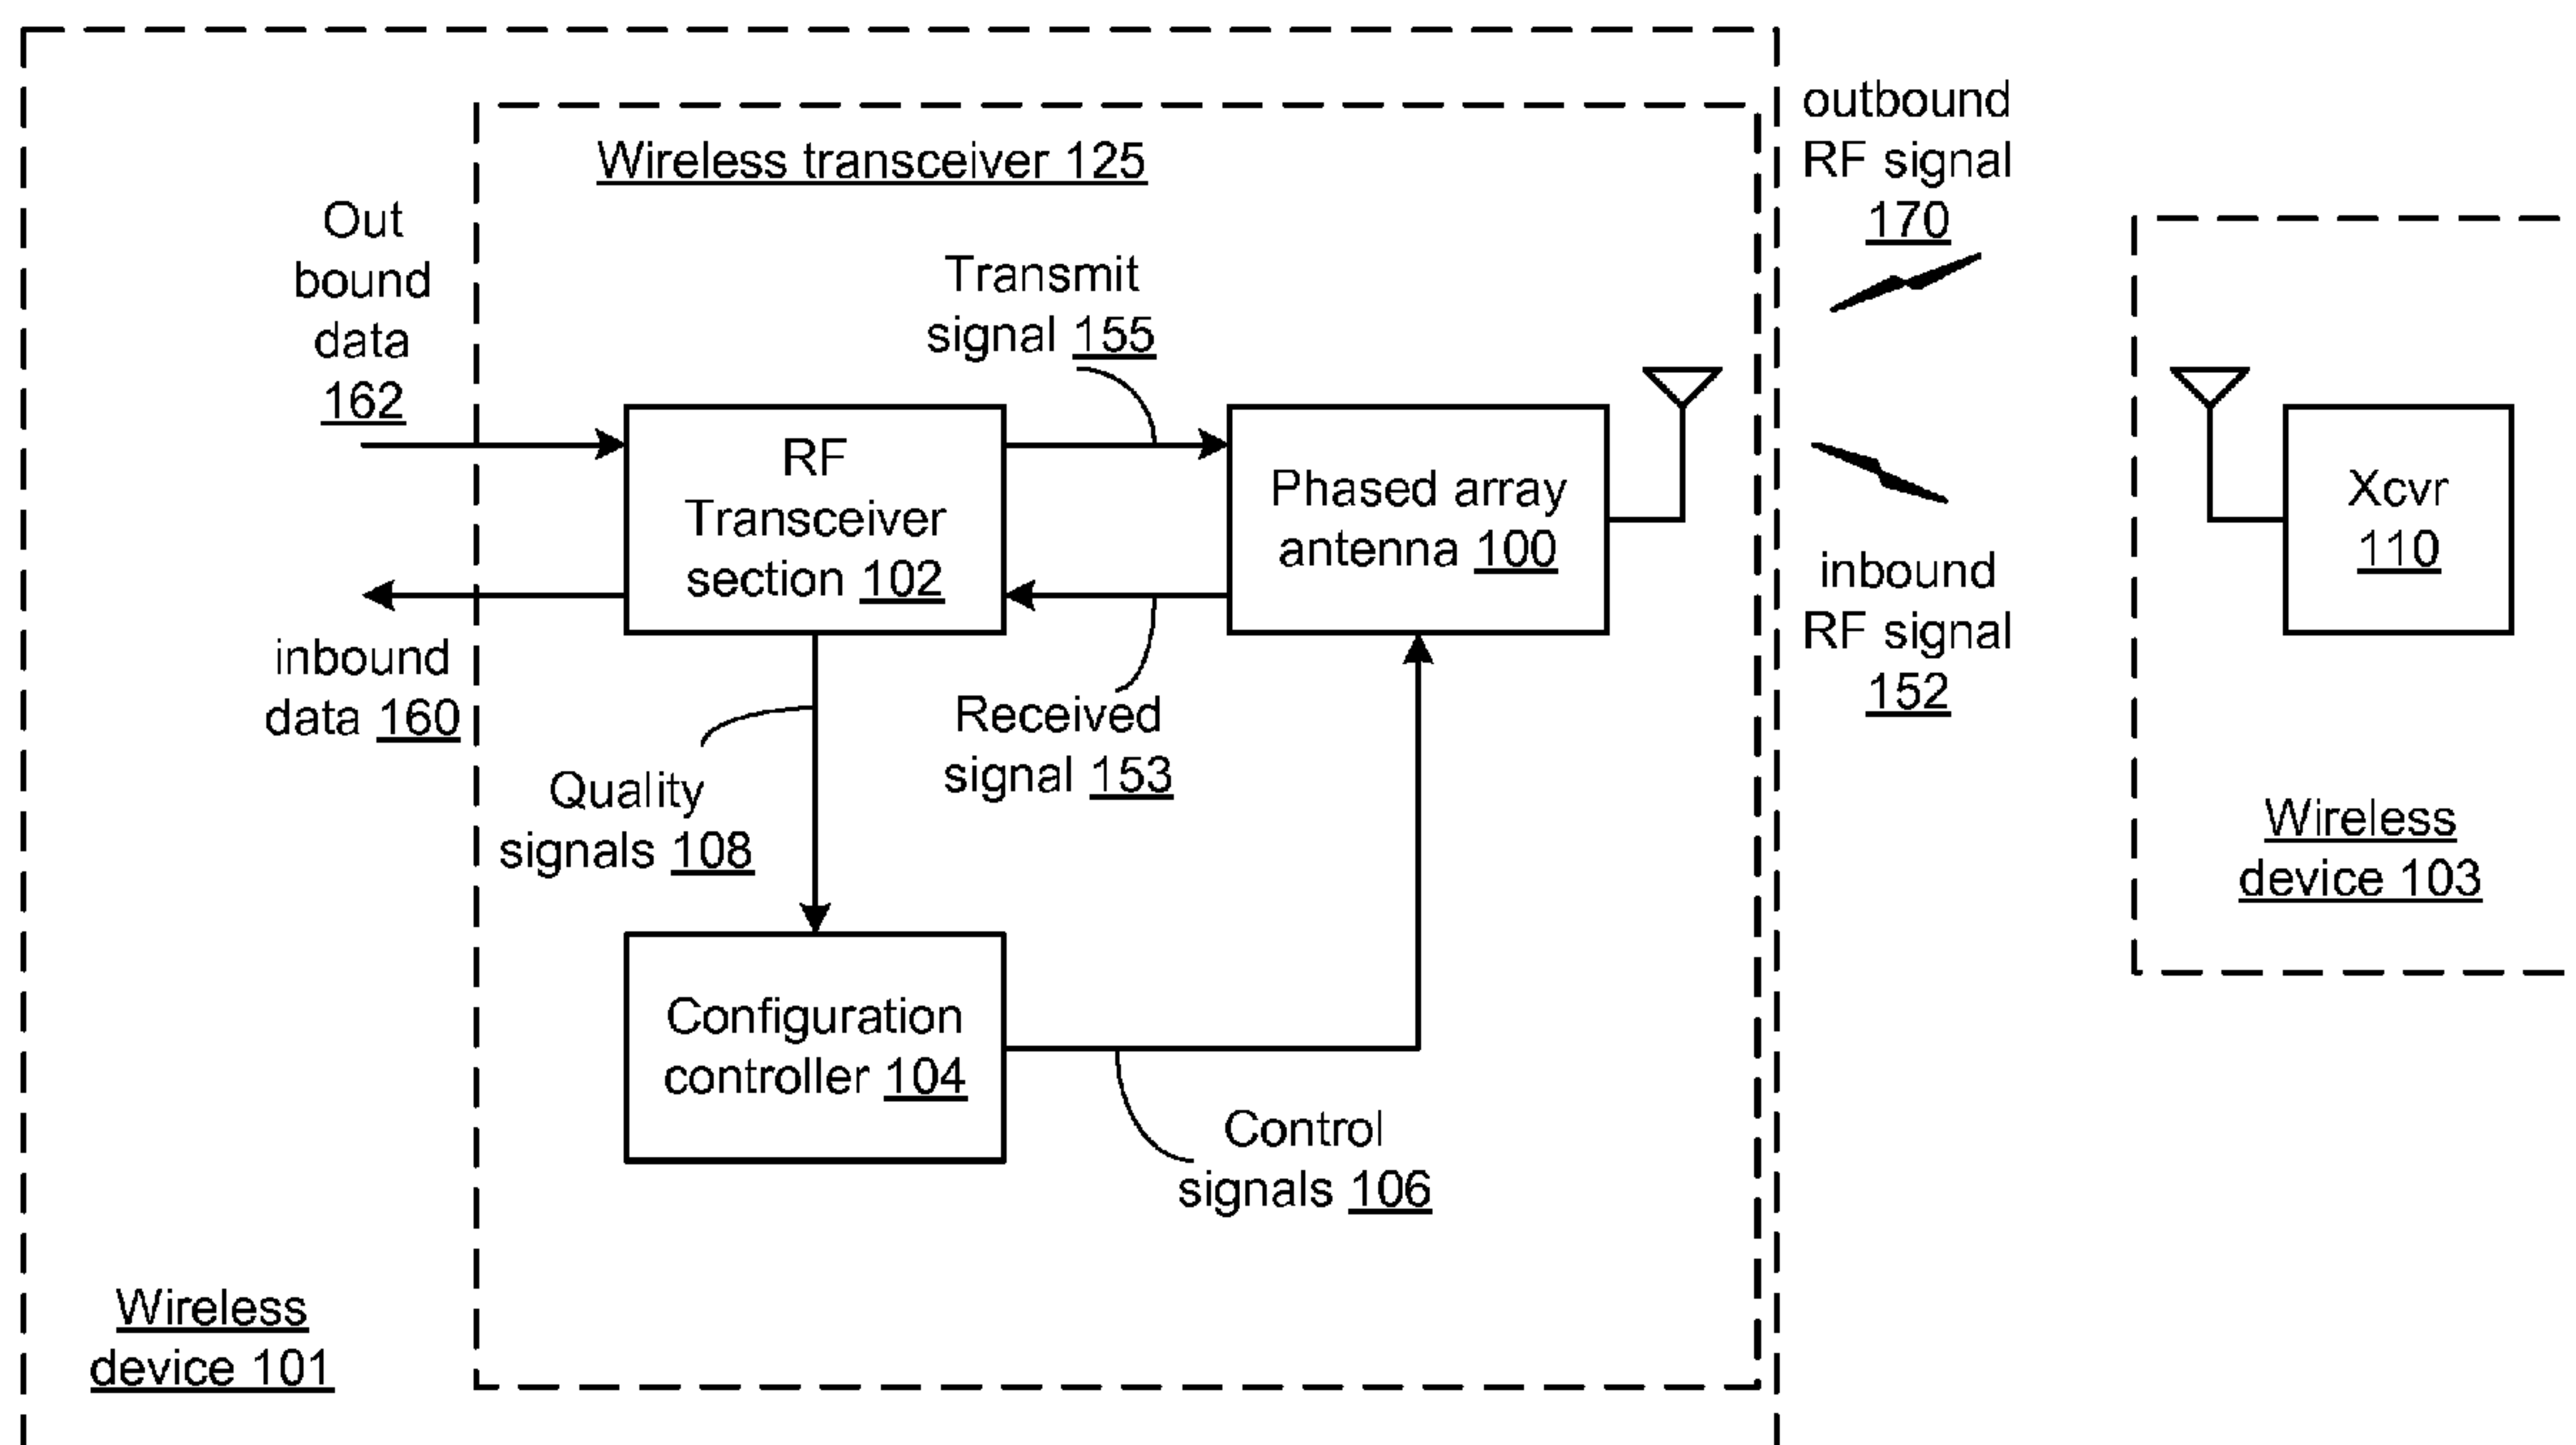 Wireless transceiver 125
Out
bound
data
162
inbound
data 160
Transmit
signal 155
RF
Transceiver
section 102
Phased array
antenna 100
Received
signal 153
Quality
signals 108
Configuration
controller 104
Control
signals 106
Wireless
device 101
outbound
RF signal
170
inbound
RF signal
152
Xcvr
110
Wireless
device 103